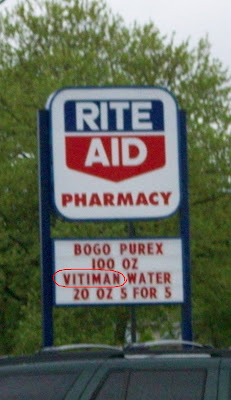 RITE
AID
PHARMACY
BOGO PUREX
100 OZ
VITIMAN WATER
20 OZ 5 FOR 5